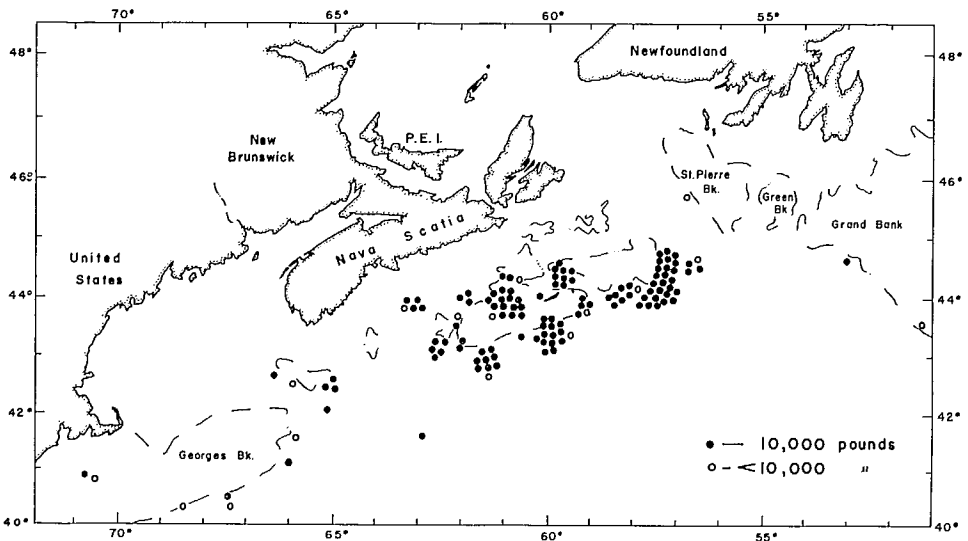 70° 65° 60° 55°
48° 48°
Newfoundland
New
Brunswick
P.E.I.
46° 46°
St. Pierre
Bk.
Green
Bk
Grand Bank
Nava Scatia
United
States
44° 44°
42° 42°
Georges Bk.
10,000 pounds
<10,000 "
40° 40°
70° 65° 60° 55°